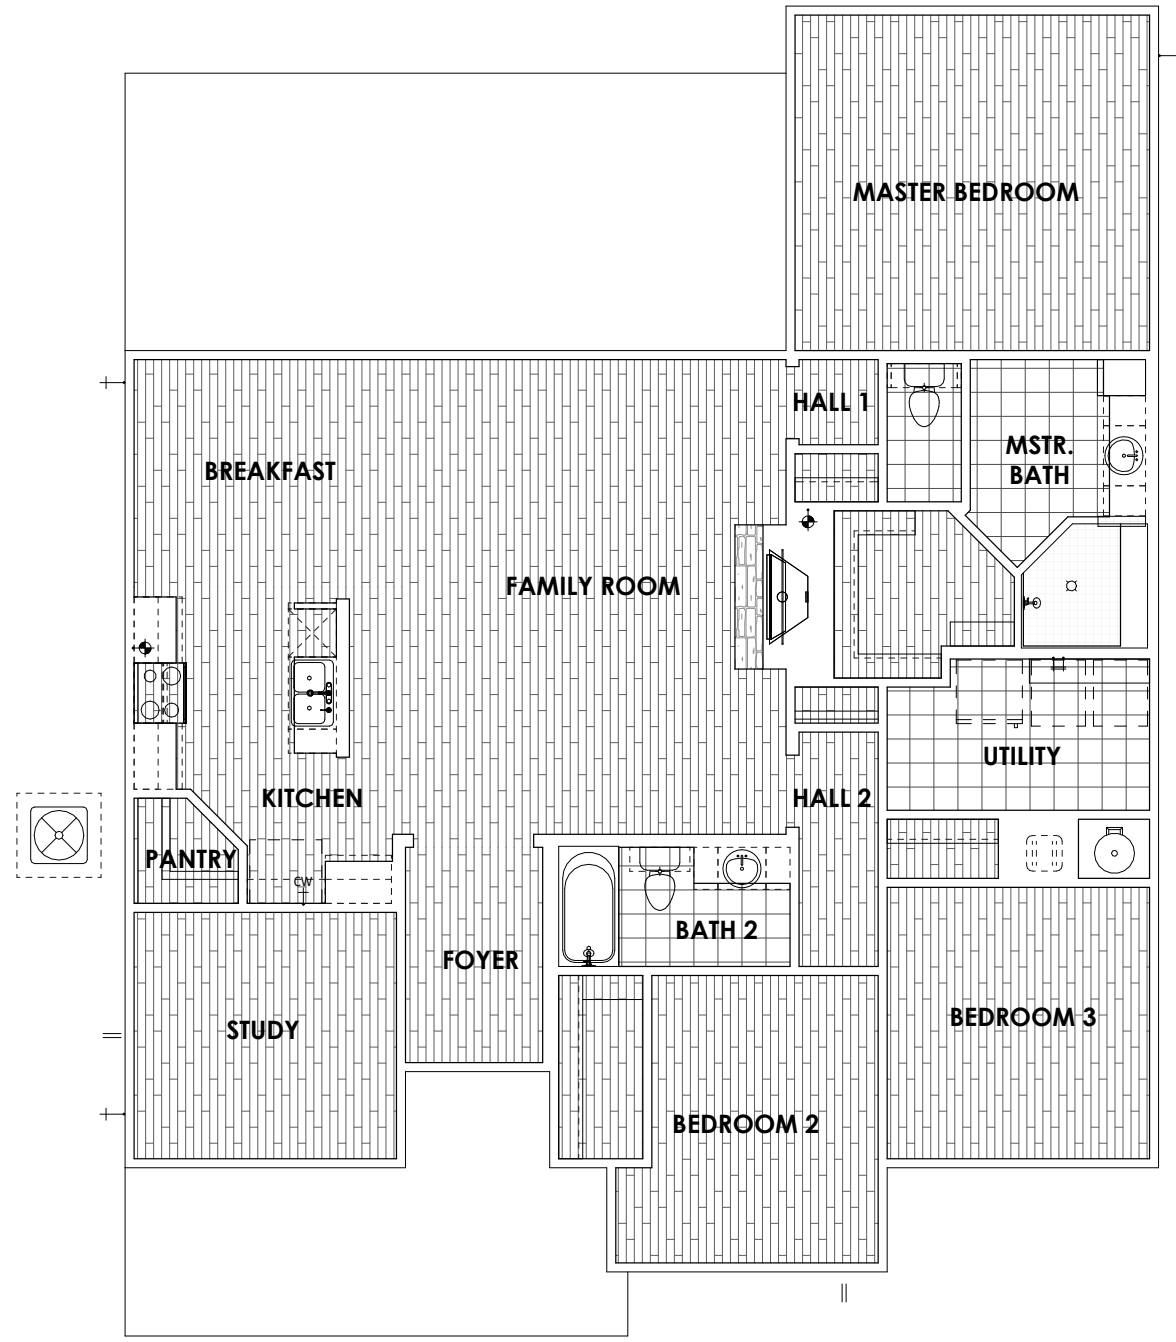 MASTER BEDROOM
HALL 1
MSTR.
BATH
BREAKFAST
FAMILY ROOM
UTILITY
KITCHEN
HALL 2
PANTRY
CW
BATH 2
FOYER
STUDY
BEDROOM 3
BEDROOM 2